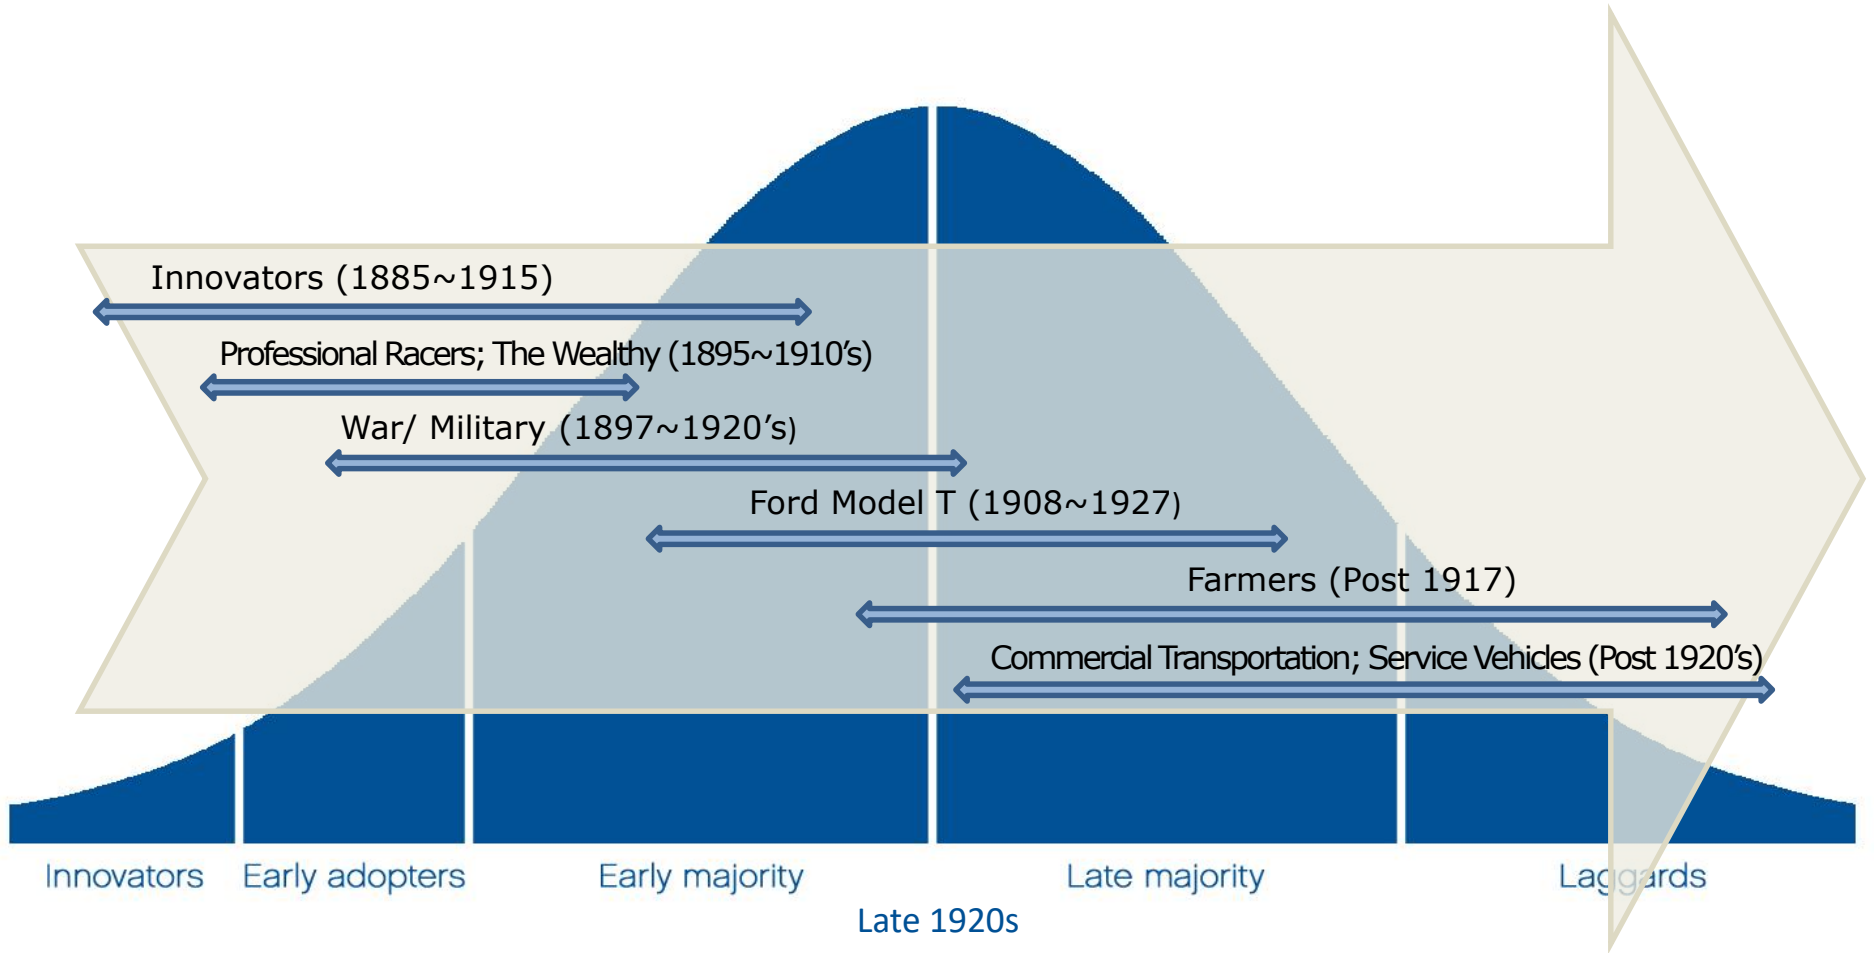 Innovators (1885~1915)
Professional Racers; The Wealthy (1895~1910’s)
War/ Military (1897~1920’s)
Ford Model T (1908~1927)
Farmers (Post 1917)
Commercial Transportation; Service Vehicles (Post 1920’s)
Innovators Early adopters Early majority Late majority Laggards
Late 1920s